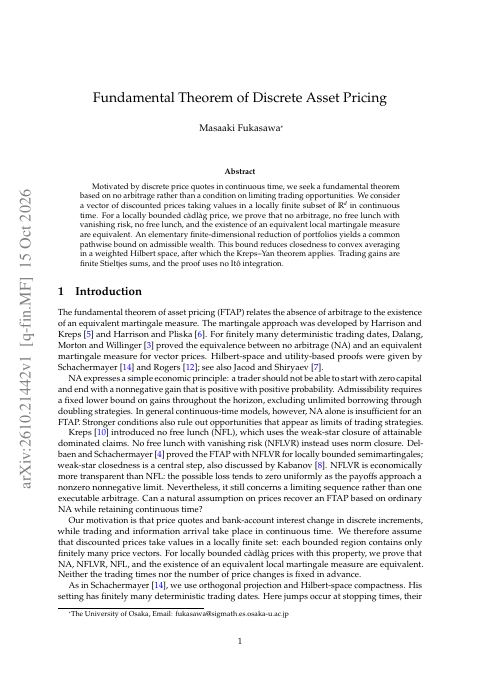 Fundamental Theorem of Discrete Asset Pricing
Masaaki Fukasawa*
Abstract
Motivated by discrete price quotes in continuous time, we seek a fundamental theorem
based on no arbitrage rather than a condition on limiting trading opportunities. We consider
a vector of discounted prices taking values in a locally finite subset of ℝᵈ in continuous
time. For a locally bounded càdlàg price, we prove that no arbitrage, no free lunch with
vanishing risk, no free lunch, and the existence of an equivalent local martingale measure
are equivalent. An elementary finite-dimensional reduction of portfolios yields a common
pathwise bound on admissible wealth. This bound reduces closedness to convex averaging
in a weighted Hilbert space, after which the Kreps–Yan theorem applies. Trading gains are
finite Stieltjes sums, and the proof uses no Itô integration.
1 Introduction
The fundamental theorem of asset pricing (FTAP) relates the absence of arbitrage to the existence
of an equivalent martingale measure. The martingale approach was developed by Harrison and
Kreps [5] and Harrison and Pliska [6]. For finitely many deterministic trading dates, Dalang,
Morton and Willinger [3] proved the equivalence between no arbitrage (NA) and an equivalent
martingale measure for vector prices. Hilbert-space and utility-based proofs were given by
Schachermayer [14] and Rogers [12]; see also Jacod and Shiryaev [7].
NA expresses a simple economic principle: a trader should not be able to start with zero capital
and end with a nonnegative gain that is positive with positive probability. Admissibility requires
a fixed lower bound on gains throughout the horizon, excluding unlimited borrowing through
doubling strategies. In general continuous-time models, however, NA alone is insufficient for an
FTAP. Stronger conditions also rule out opportunities that appear as limits of trading strategies.
Kreps [10] introduced no free lunch (NFL), which uses the weak-star closure of attainable
dominated claims. No free lunch with vanishing risk (NFLVR) instead uses norm closure. Del-
baen and Schachermayer [4] proved the FTAP with NFLVR for locally bounded semimartingales;
weak-star closedness is a central step, also discussed by Kabanov [8]. NFLVR is economically
more transparent than NFL: the possible loss tends to zero uniformly as the payoffs approach a
nonzero nonnegative limit. Nevertheless, it still concerns a limiting sequence rather than one
executable arbitrage. Can a natural assumption on prices recover an FTAP based on ordinary
NA while retaining continuous time?
Our motivation is that price quotes and bank-account interest change in discrete increments,
while trading and information arrival take place in continuous time. We therefore assume
that discounted prices take values in a locally finite set: each bounded region contains only
finitely many price vectors. For locally bounded càdlàg prices with this property, we prove that
NA, NFLVR, NFL, and the existence of an equivalent local martingale measure are equivalent.
Neither the trading times nor the number of price changes is fixed in advance.
As in Schachermayer [14], we use orthogonal projection and Hilbert-space compactness. His
setting has finitely many deterministic trading dates. Here jumps occur at stopping times, their
*The University of Osaka, Email: fukasawa@sigmath.es.osaka-u.ac.jp
1
arXiv:2610.21442v1 [q-fin.MF] 15 Oct 2026